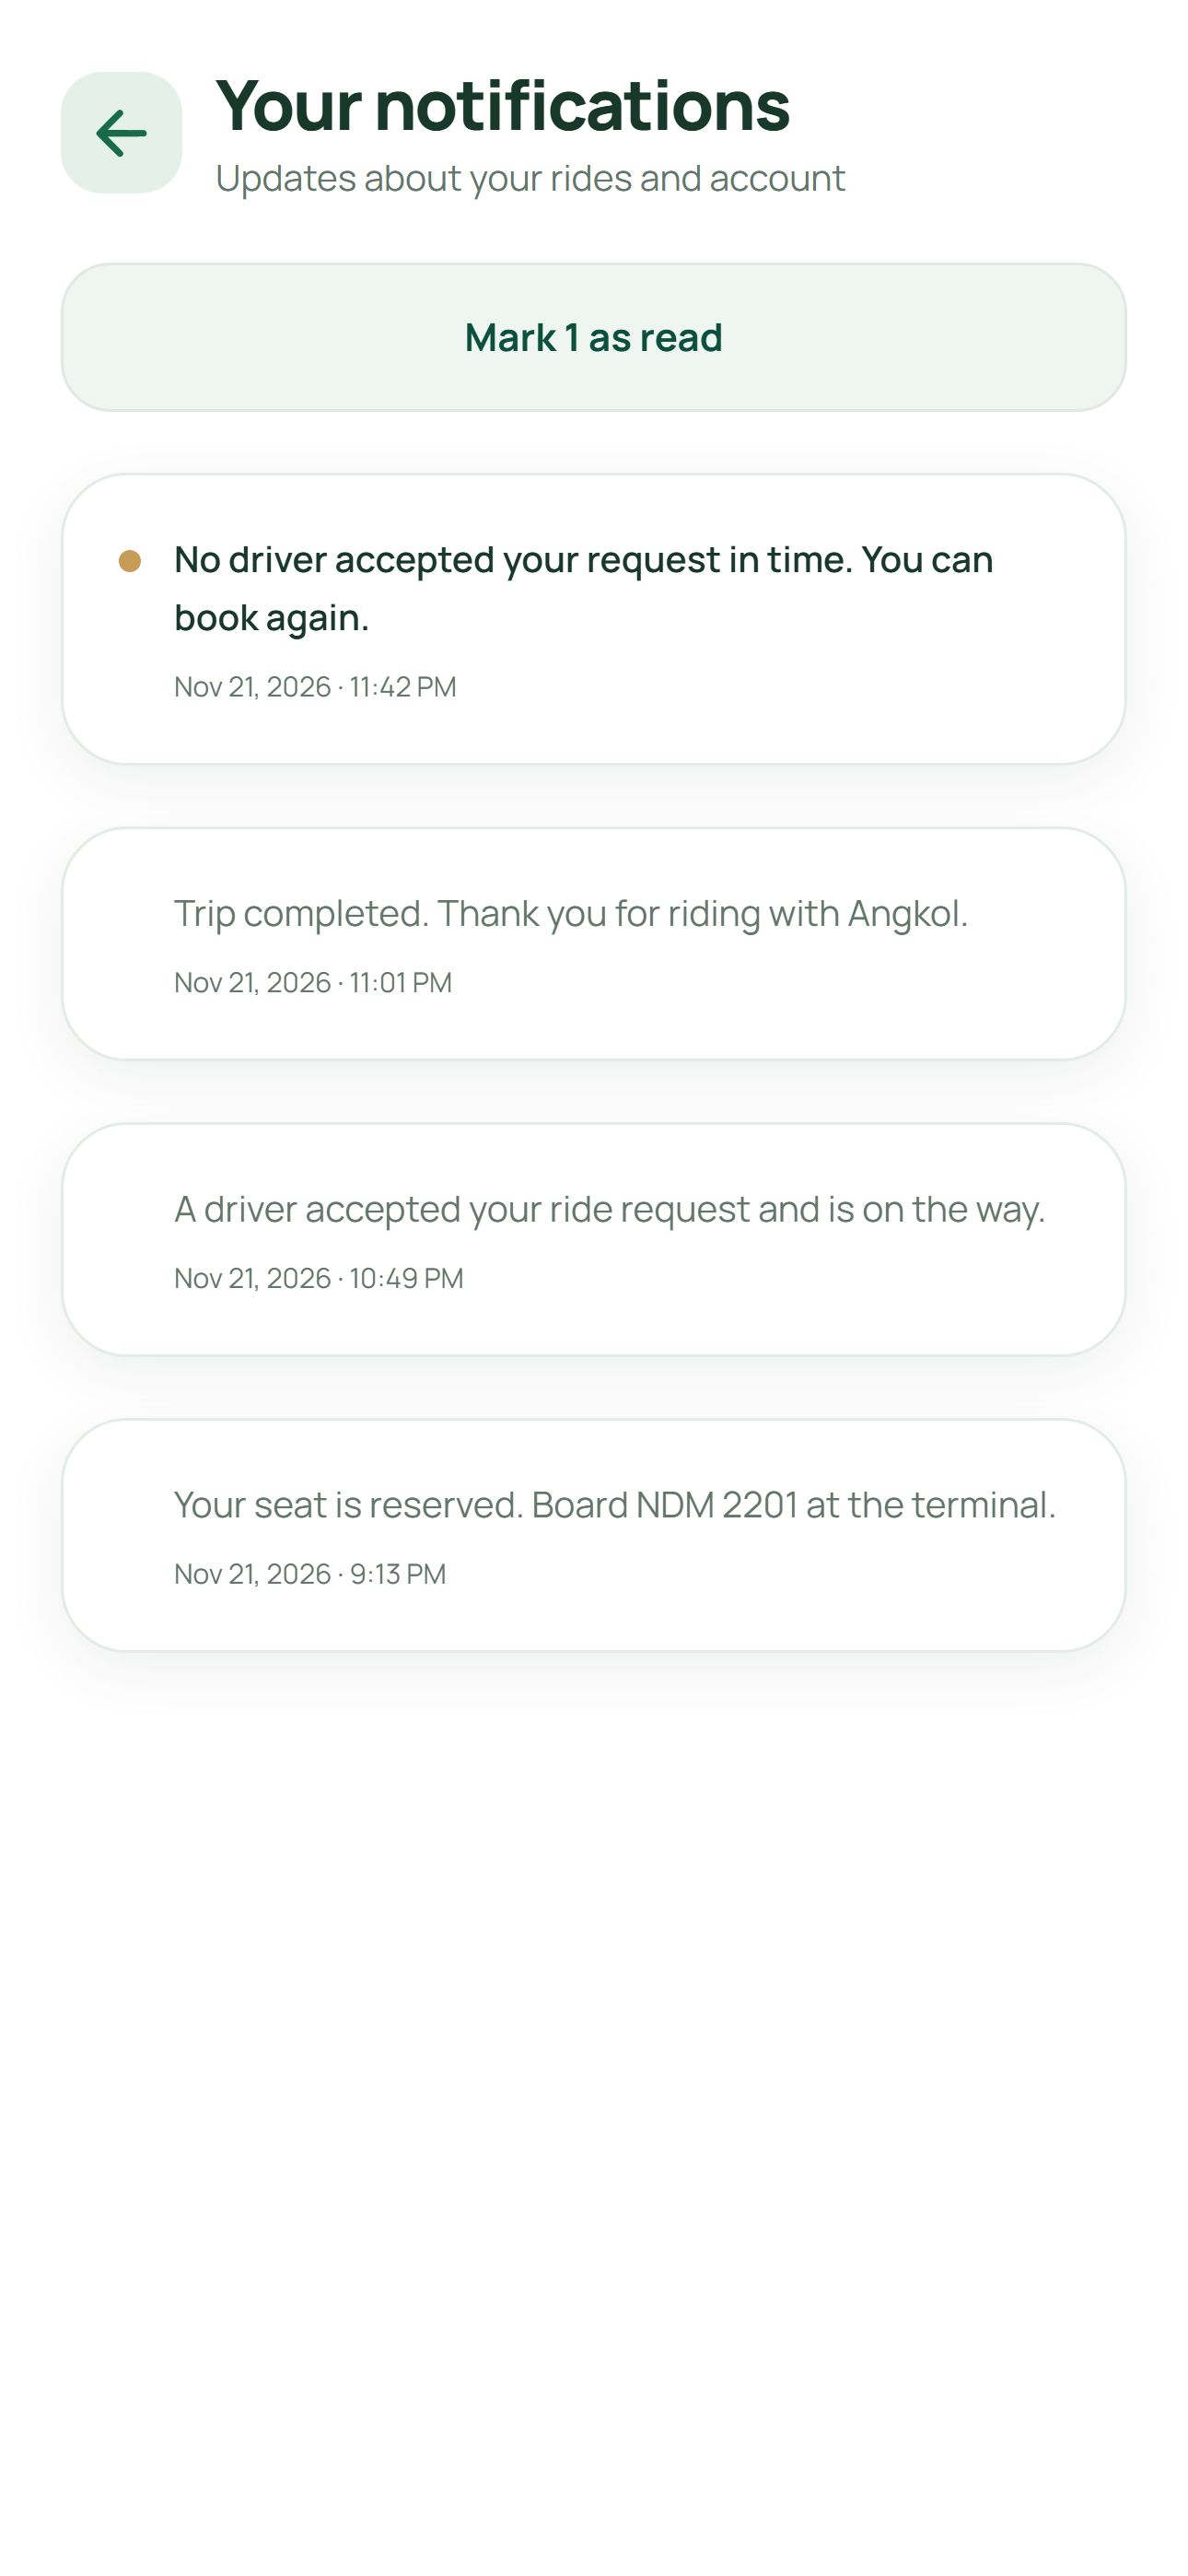 Your notifications
Updates about your rides and account
Mark 1 as read
No driver accepted your request in time. You can
book again.
Nov 21, 2026 · 11:42 PM
Trip completed. Thank you for riding with Angkol.
Nov 21, 2026 · 11:01 PM
A driver accepted your ride request and is on the way.
Nov 21, 2026 · 10:49 PM
Your seat is reserved. Board NDM 2201 at the terminal.
Nov 21, 2026 · 9:13 PM